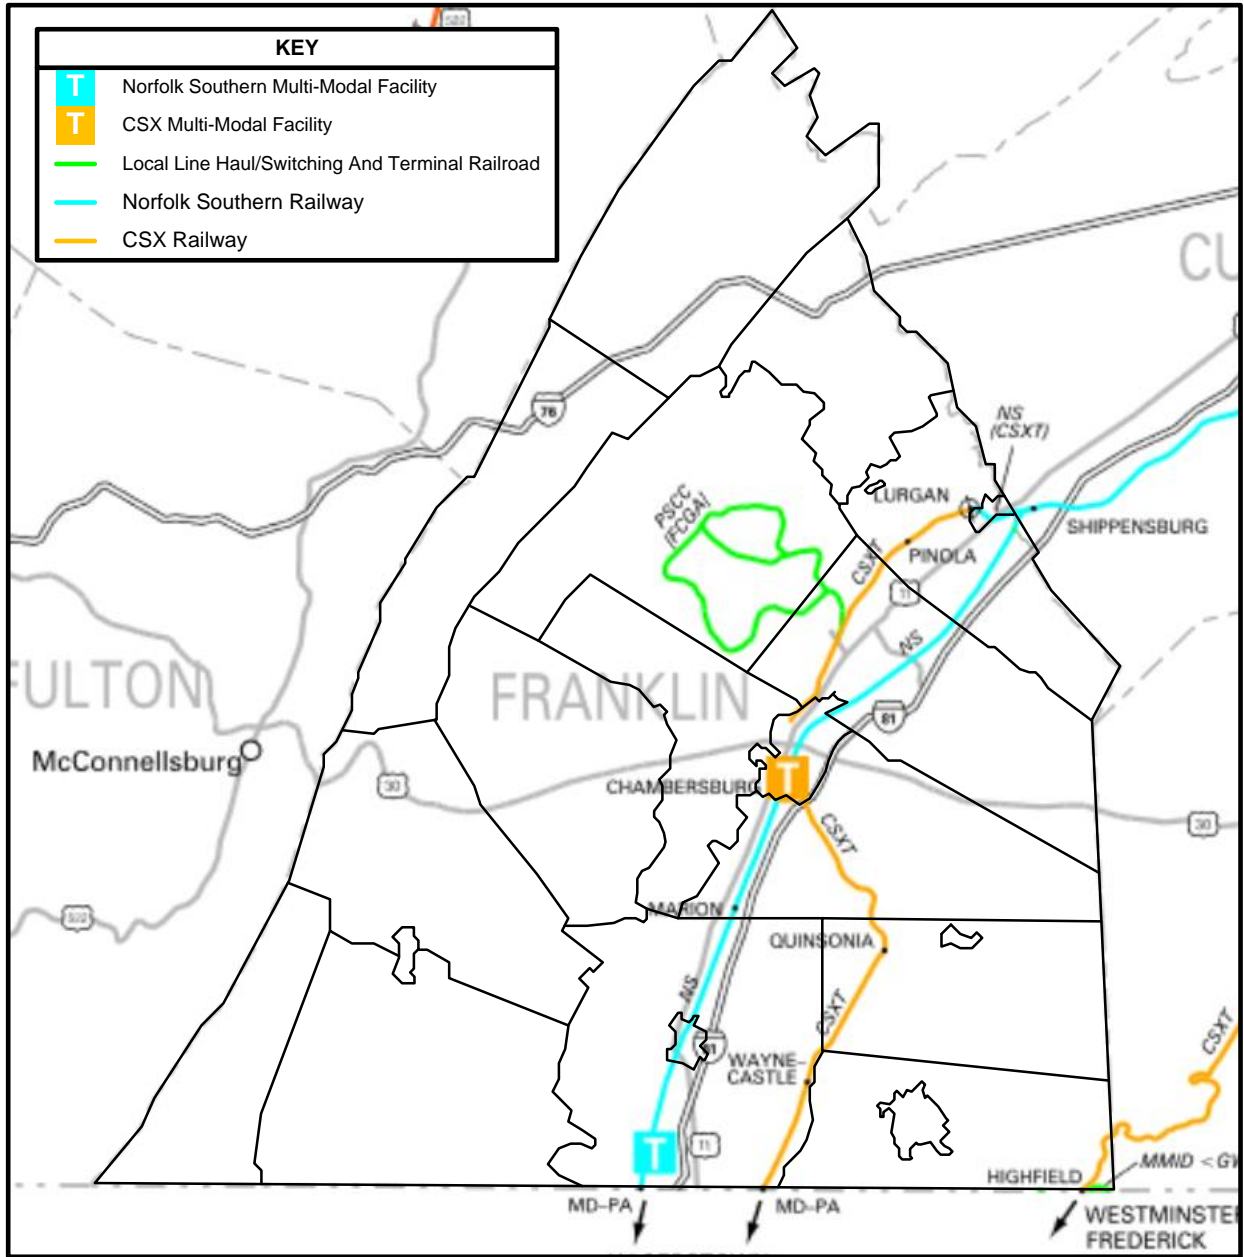 522
KEY
T Norfolk Southern Multi-Modal Facility
T CSX Multi-Modal Facility
Local Line Haul/Switching And Terminal Railroad
Norfolk Southern Railway
CSX Railway
CU
76
NS
(CSXT)
LURGAN
PSCC
(FCGA)
SHIPPENSBURG
PINOLA
CSXT
11
NS
FULTON
FRANKLIN
81
McConnellsburg
30
CHAMBERSBURG
T
CSXT
30
522
MARION
QUINSONIA
NS
CSXT
CSXT
81
WAYNE-
CASTLE
T
11
HIGHFIELD
MMID <GW
MD-PA
MD-PA
WESTMINSTER
FREDERICK